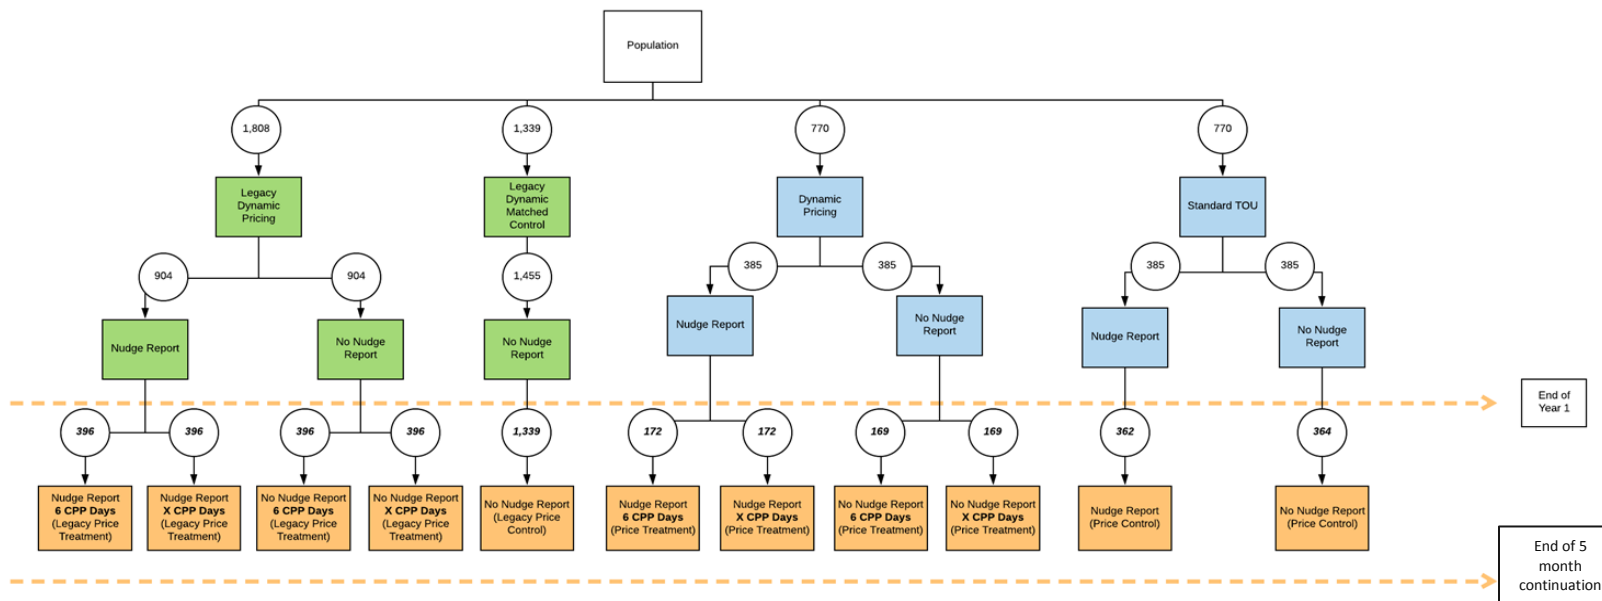 Population
1,808
1,339
770
770
Legacy
Dynamic
Pricing
Legacy
Dynamic
Matched
Control
Dynamic
Pricing
Standard TOU
904
904
1,455
385
385
385
385
Nudge Report
No Nudge
Report
No Nudge
Report
Nudge Report
No Nudge
Report
Nudge Report
No Nudge
Report
End of
Year 1
396
396
396
396
1,339
172
172
169
169
362
364
Nudge Report
6 CPP Days
(Legacy Price
Treatment)
Nudge Report
X CPP Days
(Legacy Price
Treatment)
No Nudge Report
6 CPP Days
(Legacy Price
Treatment)
No Nudge Report
X CPP Days
(Legacy Price
Treatment)
No Nudge Report
(Legacy Price
Control)
Nudge Report
6 CPP Days
(Price Treatment)
Nudge Report
X CPP Days
(Price Treatment)
No Nudge Report
6 CPP Days
(Price Treatment)
No Nudge Report
X CPP Days
(Price Treatment)
Nudge Report
(Price Control)
No Nudge Report
(Price Control)
End of 5
month
continuation